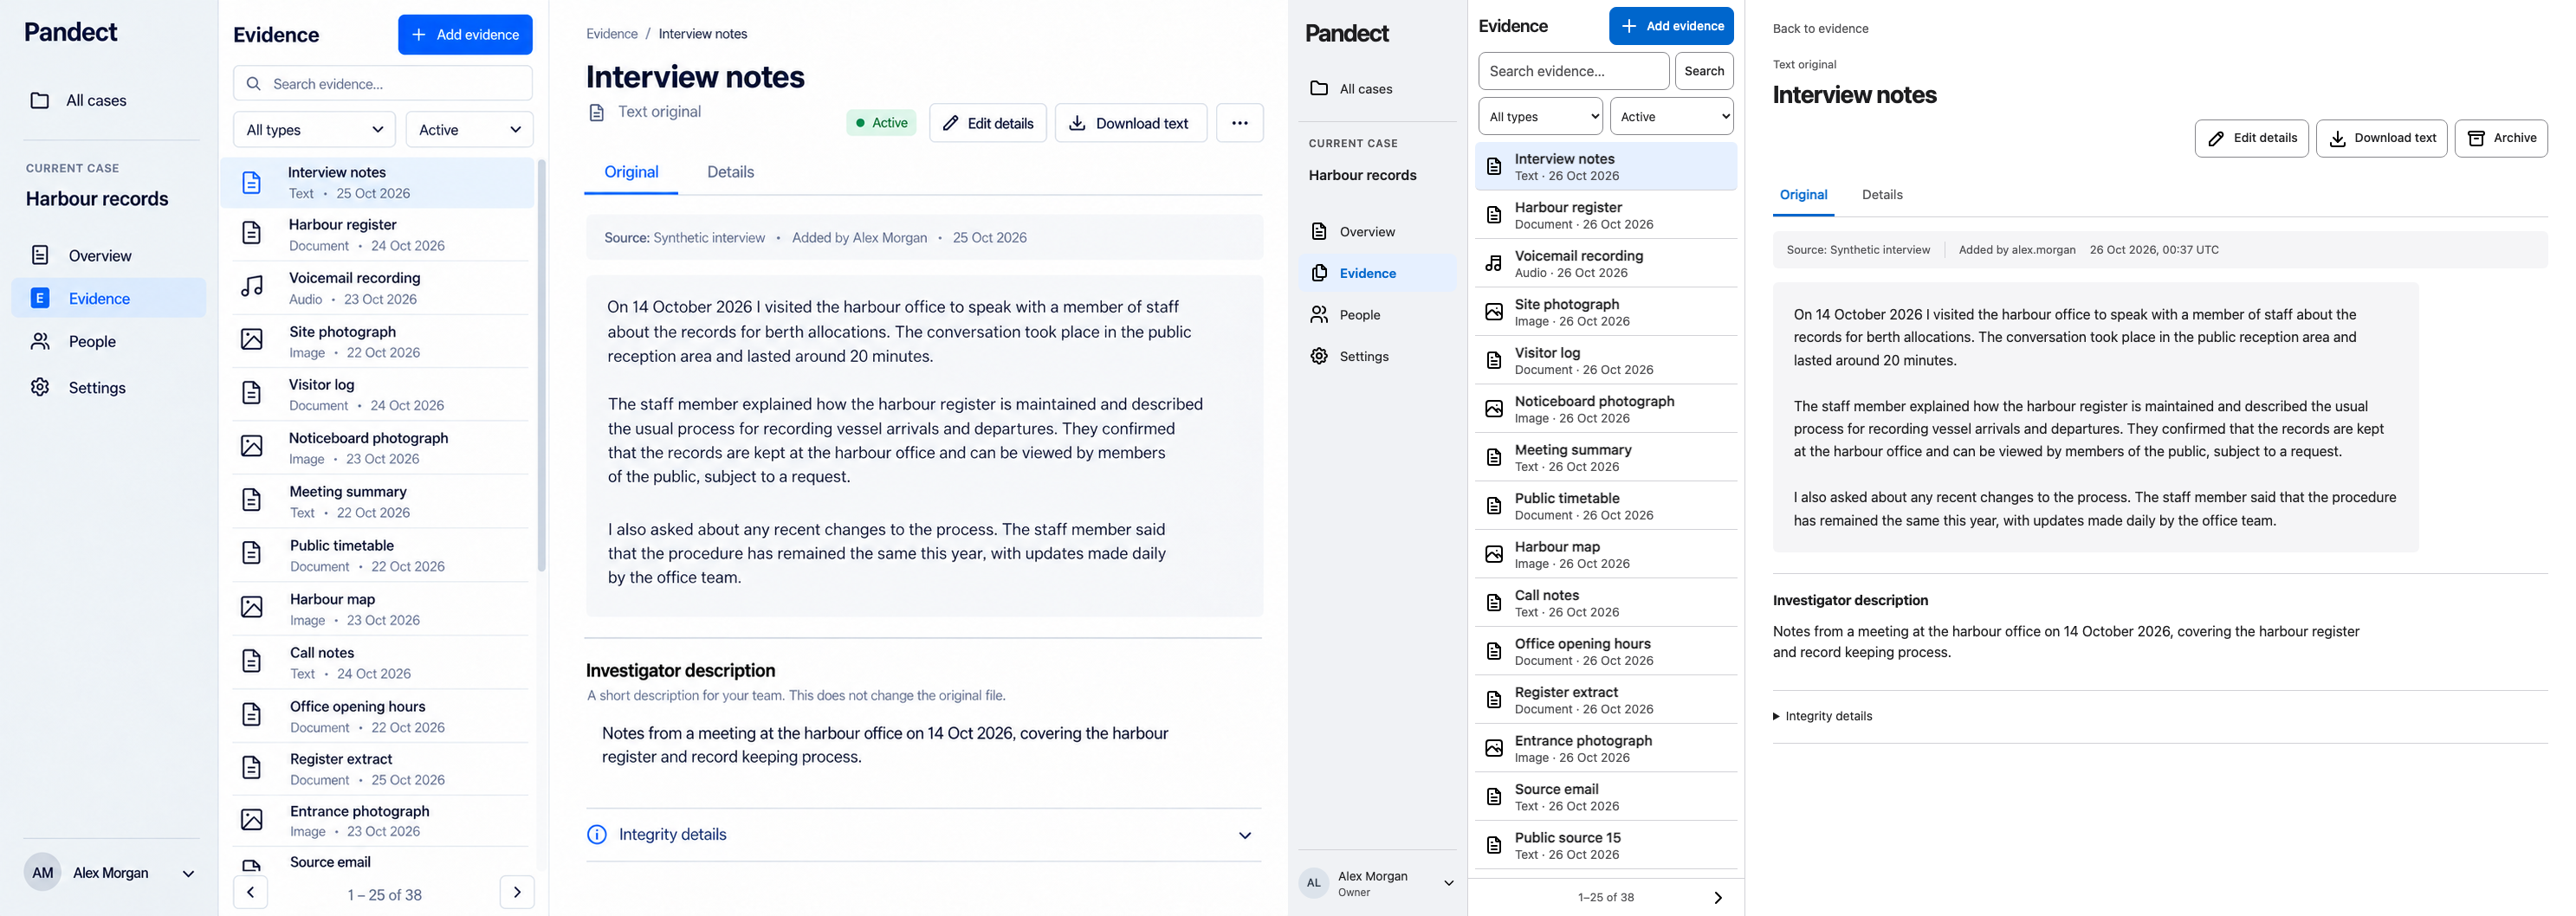 Pandect
All cases
CURRENT CASE
Harbour records
Overview
E
Evidence
People
Settings
AM
Alex Morgan
Evidence
+ Add evidence
Search evidence...
All types
Active
Interview notes
Text • 25 Oct 2026
Harbour register
Document • 24 Oct 2026
Voicemail recording
Audio • 23 Oct 2026
Site photograph
Image • 22 Oct 2026
Visitor log
Document • 24 Oct 2026
Noticeboard photograph
Image • 23 Oct 2026
Meeting summary
Text • 22 Oct 2026
Public timetable
Document • 22 Oct 2026
Harbour map
Image • 23 Oct 2026
Call notes
Text • 24 Oct 2026
Office opening hours
Document • 22 Oct 2026
Register extract
Document • 25 Oct 2026
Entrance photograph
Image • 23 Oct 2026
Source email
1 – 25 of 38
Evidence / Interview notes
Interview notes
Text original
Active
Edit details
Download text
Original
Details
Source: Synthetic interview • Added by Alex Morgan • 25 Oct 2026
On 14 October 2026 I visited the harbour office to speak with a member of staff
about the records for berth allocations. The conversation took place in the public
reception area and lasted around 20 minutes.
The staff member explained how the harbour register is maintained and described
the usual process for recording vessel arrivals and departures. They confirmed
that the records are kept at the harbour office and can be viewed by members
of the public, subject to a request.
I also asked about any recent changes to the process. The staff member said
that the procedure has remained the same this year, with updates made daily
by the office team.
Investigator description
A short description for your team. This does not change the original file.
Notes from a meeting at the harbour office on 14 Oct 2026, covering the harbour
register and record keeping process.
Integrity details
Pandect
All cases
CURRENT CASE
Harbour records
Overview
Evidence
People
Settings
AL
Alex Morgan
Owner
Evidence
+ Add evidence
Search evidence...
Search
All types
Active
Interview notes
Text · 26 Oct 2026
Harbour register
Document · 26 Oct 2026
Voicemail recording
Audio · 26 Oct 2026
Site photograph
Image · 26 Oct 2026
Visitor log
Document · 26 Oct 2026
Noticeboard photograph
Image · 26 Oct 2026
Meeting summary
Text · 26 Oct 2026
Public timetable
Document · 26 Oct 2026
Harbour map
Image · 26 Oct 2026
Call notes
Text · 26 Oct 2026
Office opening hours
Document · 26 Oct 2026
Register extract
Document · 26 Oct 2026
Entrance photograph
Image · 26 Oct 2026
Source email
Text · 26 Oct 2026
Public source 15
Text · 26 Oct 2026
1–25 of 38
Back to evidence
Text original
Interview notes
Edit details
Download text
Archive
Original
Details
Source: Synthetic interview
Added by alex.morgan
26 Oct 2026, 00:37 UTC
On 14 October 2026 I visited the harbour office to speak with a member of staff about the
records for berth allocations. The conversation took place in the public reception area and
lasted around 20 minutes.
The staff member explained how the harbour register is maintained and described the usual
process for recording vessel arrivals and departures. They confirmed that the records are kept
at the harbour office and can be viewed by members of the public, subject to a request.
I also asked about any recent changes to the process. The staff member said that the procedure
has remained the same this year, with updates made daily by the office team.
Investigator description
Notes from a meeting at the harbour office on 14 October 2026, covering the harbour register
and record keeping process.
Integrity details